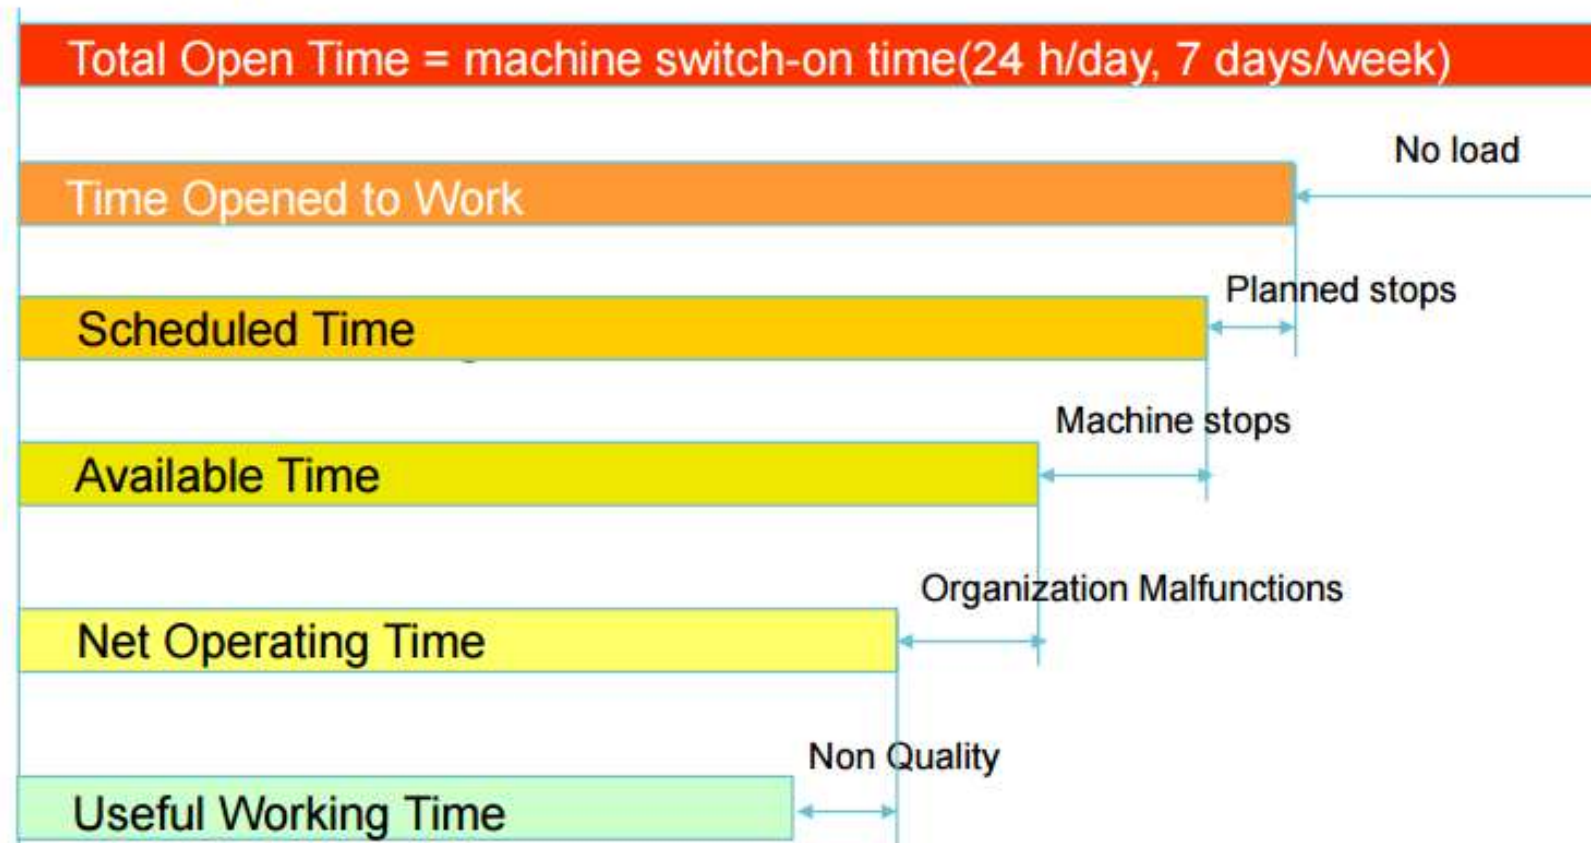 Total Open Time = machine switch-on time(24 h/day, 7 days/week)
No load
Time Opened to Work
Planned stops
Scheduled Time
Machine stops
Available Time
Organization Malfunctions
Net Operating Time
Non Quality
Useful Working Time